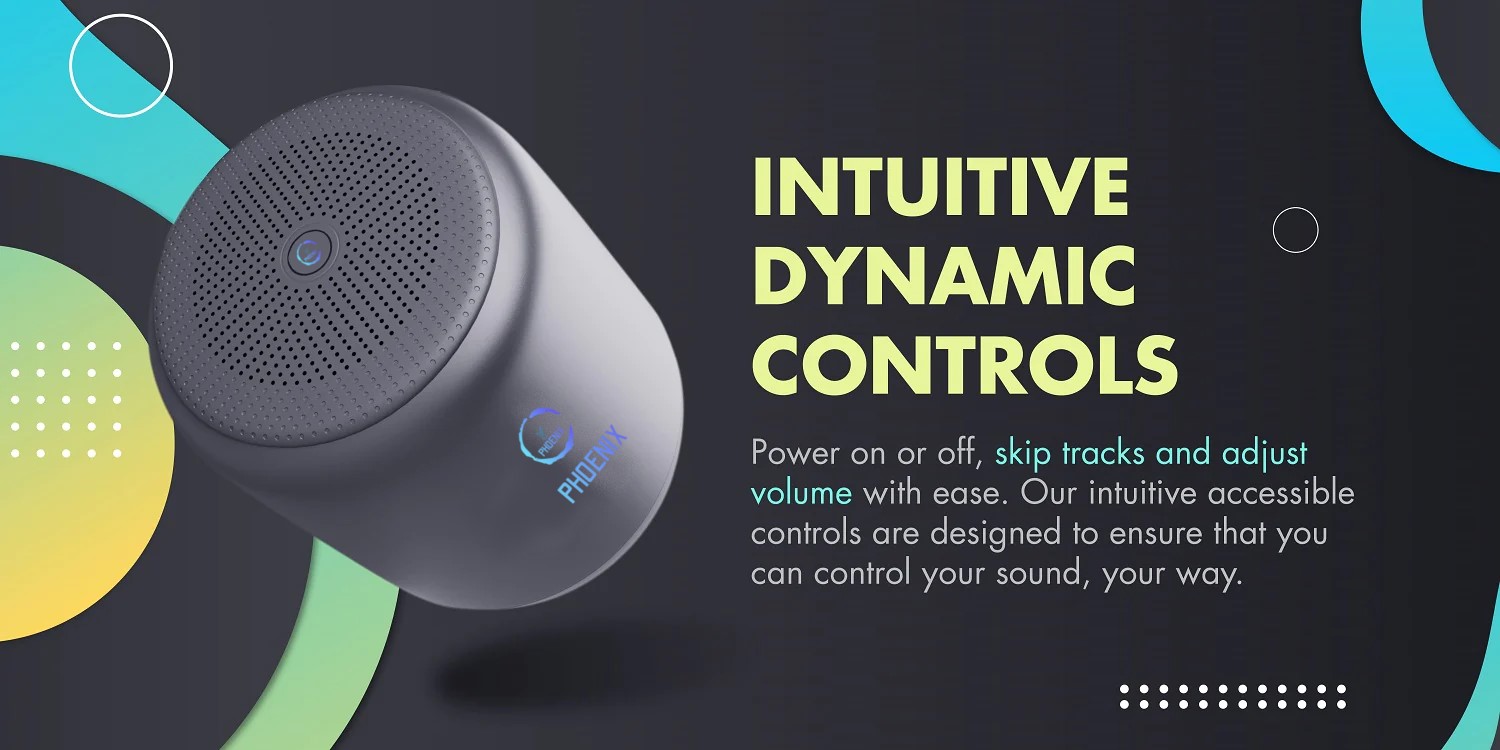 INTUITIVE
DYNAMIC
CONTROLS
Power on or off, skip tracks and adjust
volume with ease. Our intuitive accessible
controls are designed to ensure that you
can control your sound, your way.
PHOENIX
PHOENIX